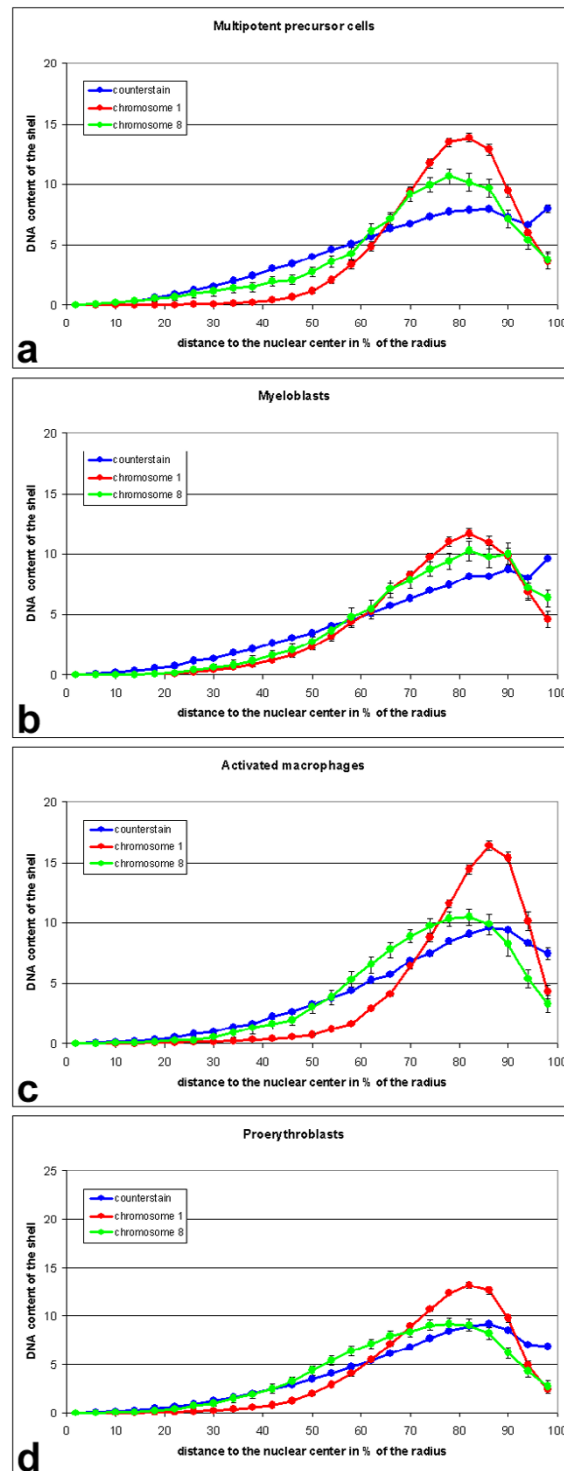 Multipotent precursor cells
20
15
10
5
0
DNA content of the shell
counterstain
chromosome 1
chromosome 8
0 10 20 30 40 50 60 70 80 90 100
distance to the nuclear center in % of the radius
a
Myeloblasts
20
15
10
5
0
DNA content of the shell
counterstain
chromosome 1
chromosome 8
0 10 20 30 40 50 60 70 80 90 100
distance to the nuclear center in % of the radius
b
Activated macrophages
20
15
10
5
0
DNA content of the shell
counterstain
chromosome 1
chromosome 8
0 10 20 30 40 50 60 70 80 90 100
distance to the nuclear center in % of the radius
c
Proerythroblasts
25
20
15
10
5
0
DNA content of the shell
counterstain
chromosome 1
chromosome 8
0 10 20 30 40 50 60 70 80 90 100
distance to the nuclear center in % of the radius
d